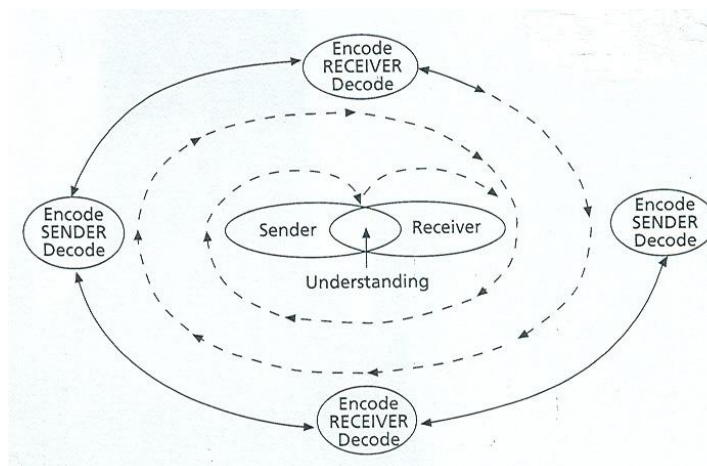 Encode
RECEIVER
Decode
Encode
SENDER
Decode
Sender
Receiver
Encode
SENDER
Decode
Understanding
Encode
RECEIVER
Decode